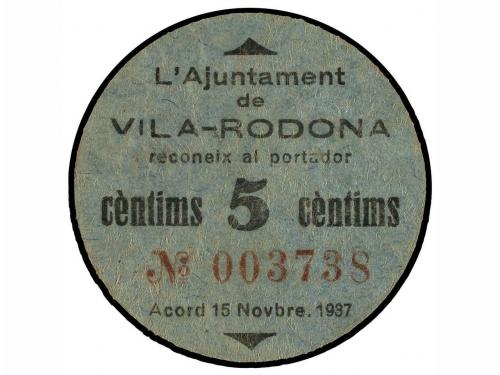 L'Ajuntament
de
VILA-RODONA
reconeix al portador
cèntims 5 cèntims
Nº 003738
Acord 15 Novbre. 1937